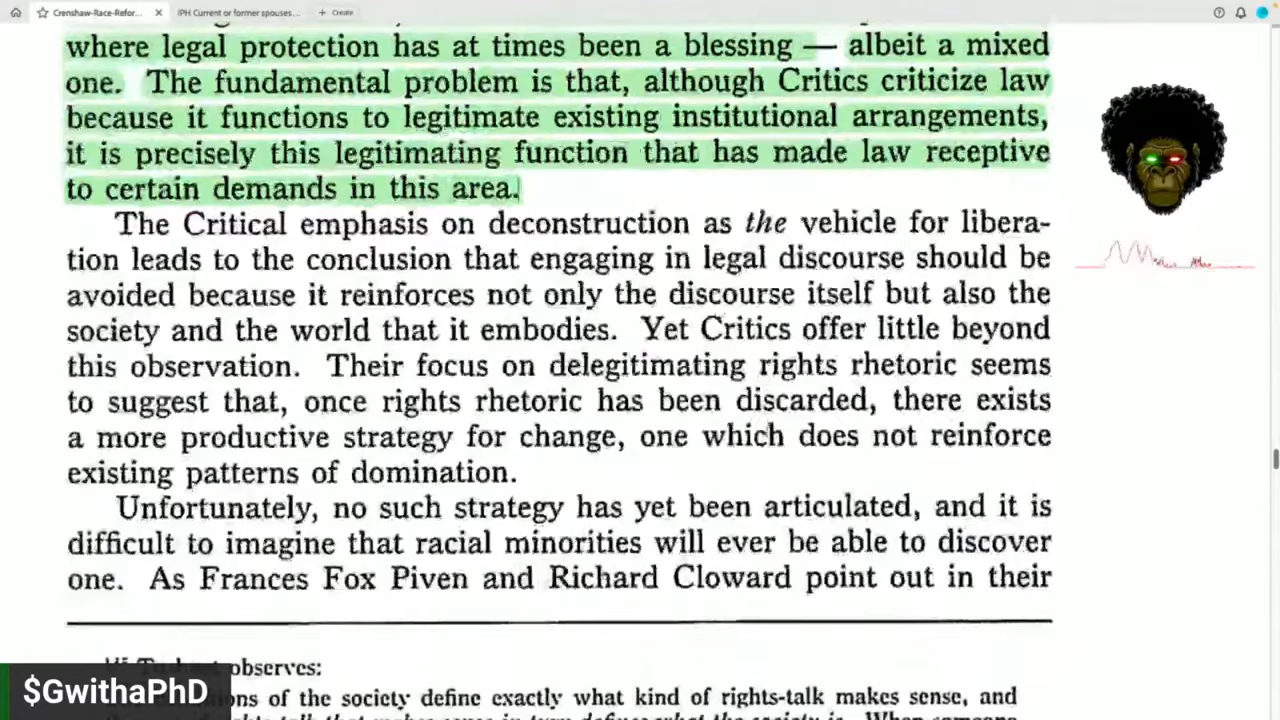 Crenshaw-Race-Refor...
IPH Current or former spouses...
+ Create
where legal protection has at times been a blessing — albeit a mixed
one. The fundamental problem is that, although Critics criticize law
because it functions to legitimate existing institutional arrangements,
it is precisely this legitimating function that has made law receptive
to certain demands in this area.
The Critical emphasis on deconstruction as the vehicle for libera-
tion leads to the conclusion that engaging in legal discourse should be
avoided because it reinforces not only the discourse itself but also the
society and the world that it embodies. Yet Critics offer little beyond
this observation. Their focus on delegitimating rights rhetoric seems
to suggest that, once rights rhetoric has been discarded, there exists
a more productive strategy for change, one which does not reinforce
existing patterns of domination.
Unfortunately, no such strategy has yet been articulated, and it is
difficult to imagine that racial minorities will ever be able to discover
one. As Frances Fox Piven and Richard Cloward point out in their
observes:
of the society define exactly what kind of rights-talk makes sense, and
$GwithaPhD